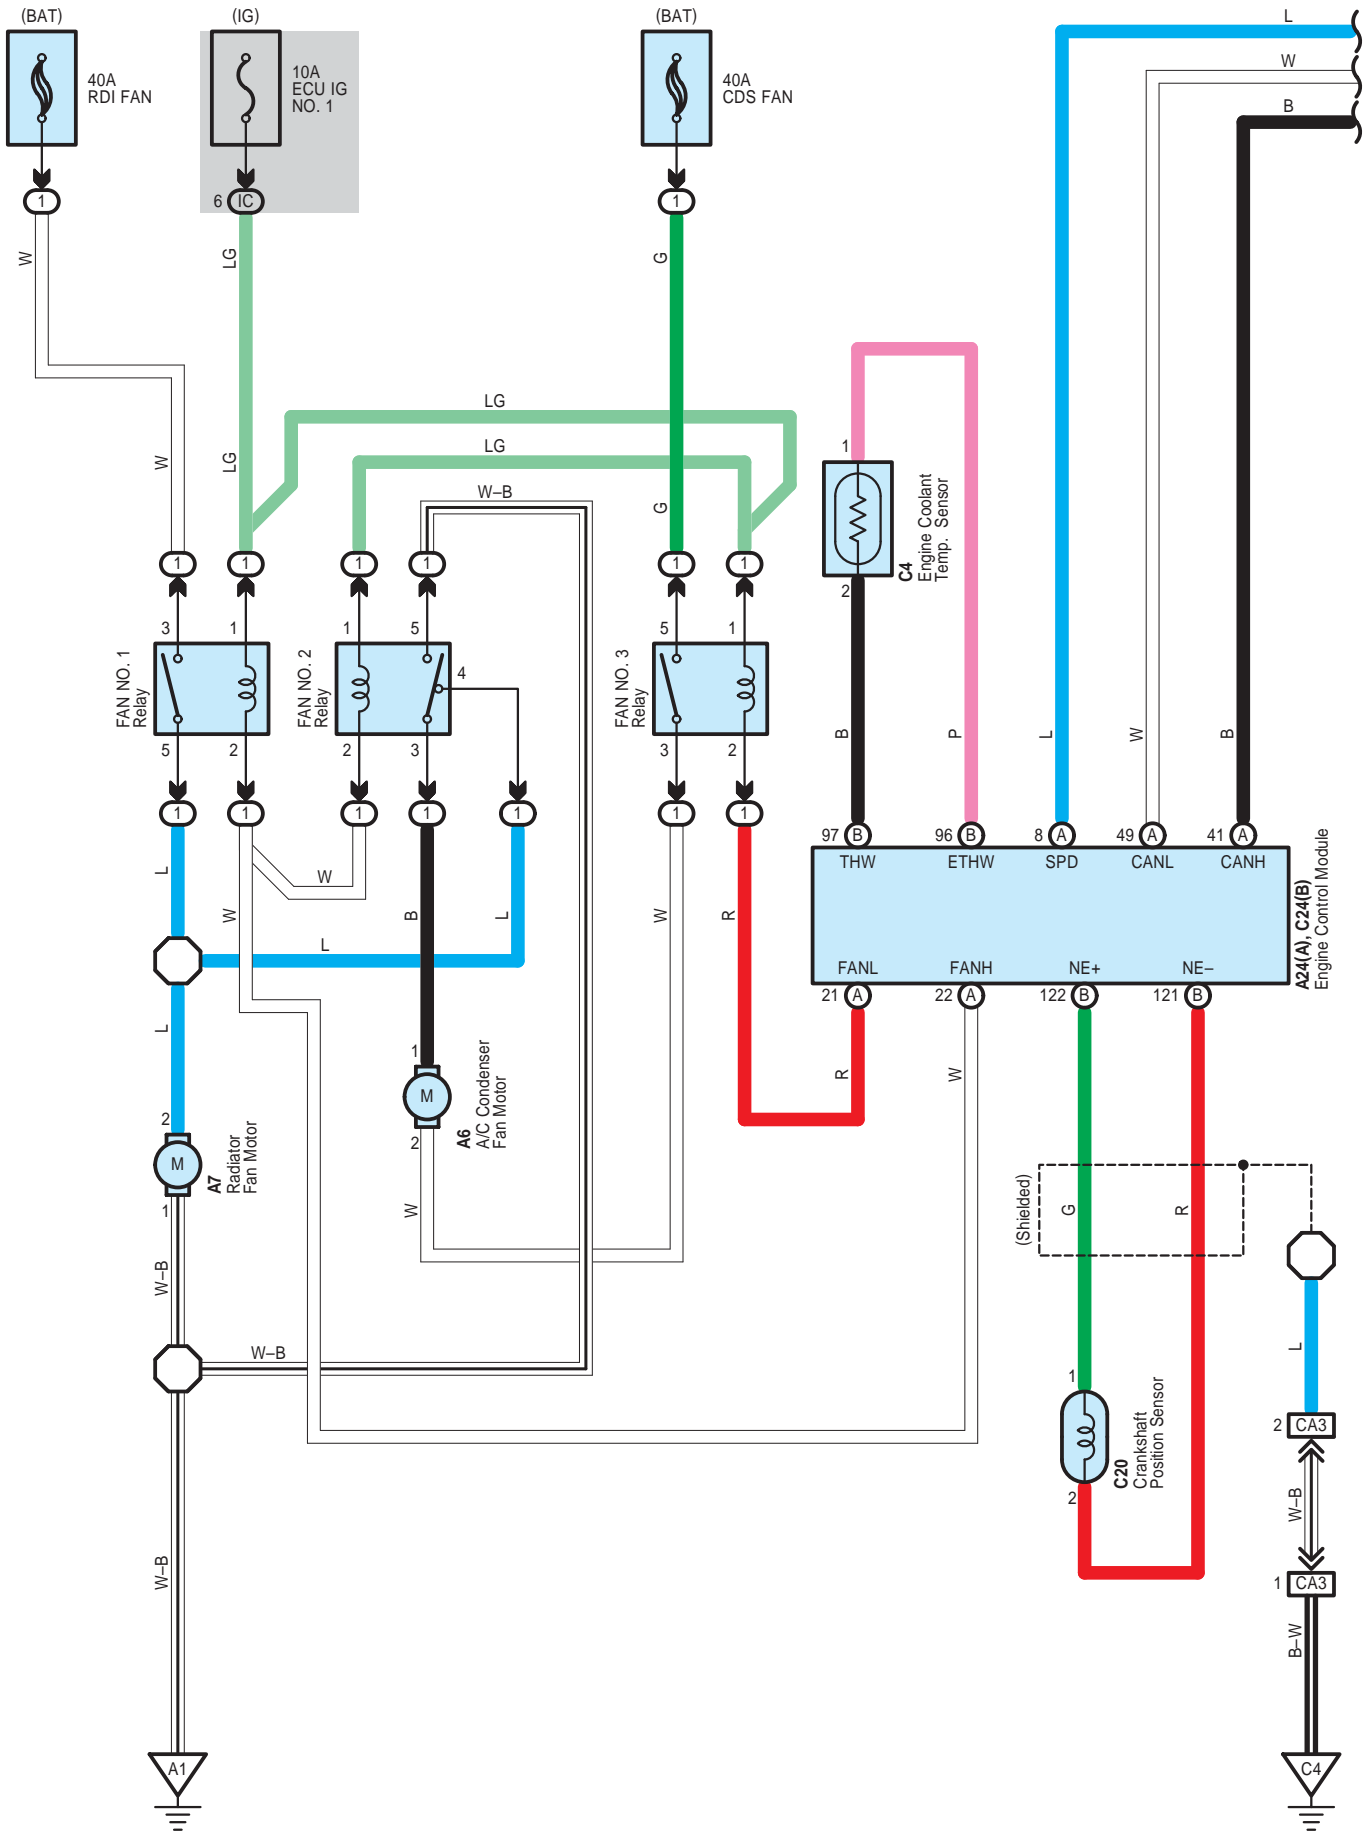 (BAT)
(IG)
(BAT)
L
W
B
40A
RDI FAN
10A
ECU IG
NO. 1
40A
CDS FAN
1
6
IC
1
W
LG
G
LG
LG
W
LG
W–B
G
1
1
1
1
1
1
1
C4
Engine Coolant
Temp. Sensor
2
3
1
1
5
5
1
FAN NO. 1
Relay
FAN NO. 2
Relay
4
FAN NO. 3
Relay
5
2
2
3
3
2
B
P
L
W
B
1
1
1
1
1
1
1
97
B
96
B
8
A
49
A
41
A
THW
ETHW
SPD
CANL
CANH
A24(A), C24(B)
Engine Control Module
L
W
W
B
L
W
R
L
FANL
FANH
NE+
NE–
21
A
22
A
122
B
121
B
L
1
M
A6
A/C Condenser
Fan Motor
2
R
W
2
M
A7
Radiator
Fan Motor
1
W
(Shielded)
G
R
W–B
W–B
L
1
C20
Crankshaft
Position Sensor
2
2
CA3
W–B
W–B
1
CA3
B–W
A1
C4